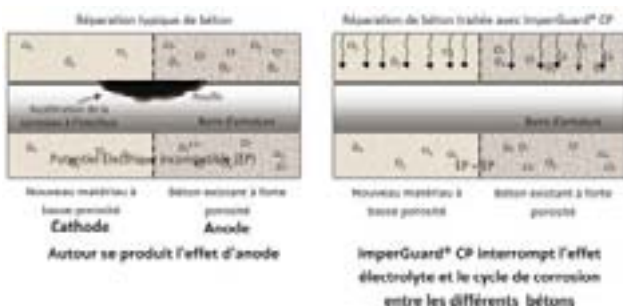 Réparation typique de béton
Accélération de la
corrosion à l'interface
Rouille
Barre d'armature
Potentiel Electrique incompatible (EP)
Nouveau matériau à
basse porosité
Béton existant à forte
porosité
Cathode
Anode
Autour se produit l'effet d'anode
Réparation de béton traitée avec ImperGuard® CP
Barre d'armature
EP = EP
Nouveau matériau à
basse porosité
Béton existant à forte
porosité
ImperGuard® CP interrompt l'effet
électrolyte et le cycle de corrosion
entre les différents bétons